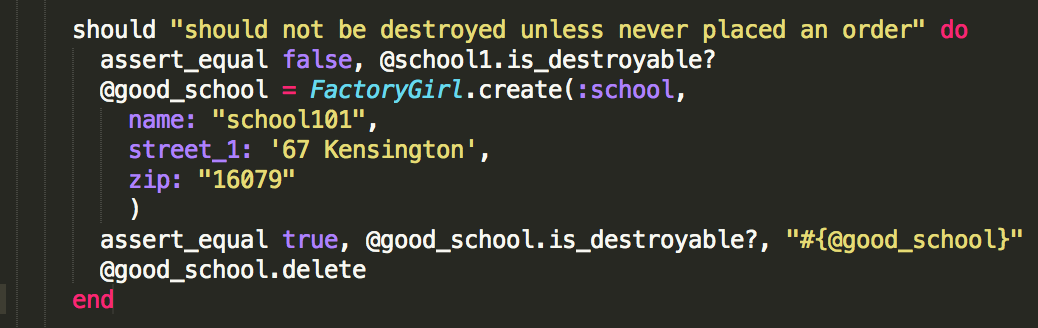 should "should not be destroyed unless never placed an order" do
assert_equal false, @school1.is_destroyable?
@good_school = FactoryGirl.create(:school,
name: "school101",
street_1: '67 Kensington',
zip: "16079"
)
assert_equal true, @good_school.is_destroyable?, "#{@good_school}"
@good_school.delete
end